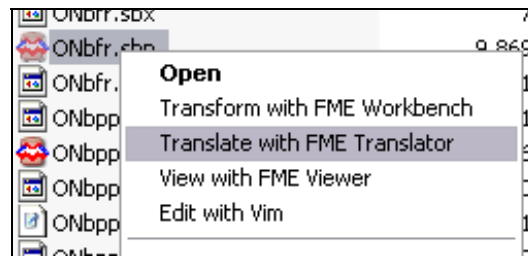 ONbfr.sbx
ONbfr.sbn 9,869
ONbfr.
Open
Transform with FME Workbench
ONbpp
Translate with FME Translator
ONbpp
View with FME Viewer
ONbpp
Edit with Vim
ONbpp